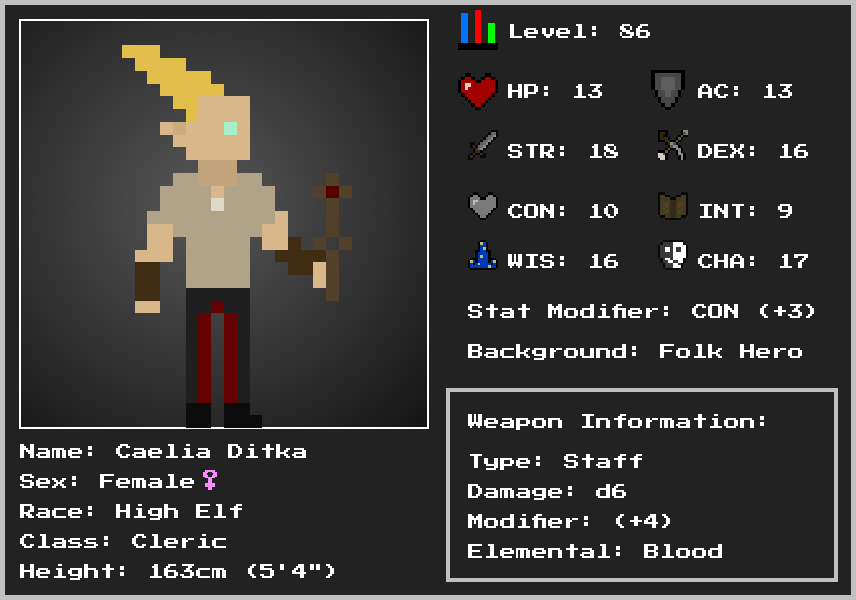 Level: 86
HP: 13
AC: 13
STR: 18
DEX: 16
CON: 10
INT: 9
WIS: 16
CHA: 17
Stat Modifier: CON (+3)
Background: Folk Hero
Weapon Information:
Type: Staff
Damage: d6
Modifier: (+4)
Elemental: Blood
Name: Caelia Ditka
Sex: Female♀
Race: High Elf
Class: Cleric
Height: 163cm (5'4")